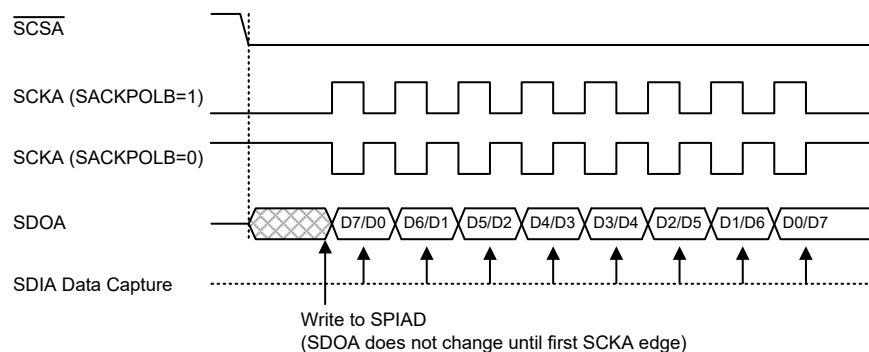 SCSA
SCKA (SACKPOLB=1)
SCKA (SACKPOLB=0)
SDOA
D7/D0 D6/D1 D5/D2 D4/D3 D3/D4 D2/D5 D1/D6 D0/D7
SDIA Data Capture
Write to SPIAD
(SDOA does not change until first SCKA edge)